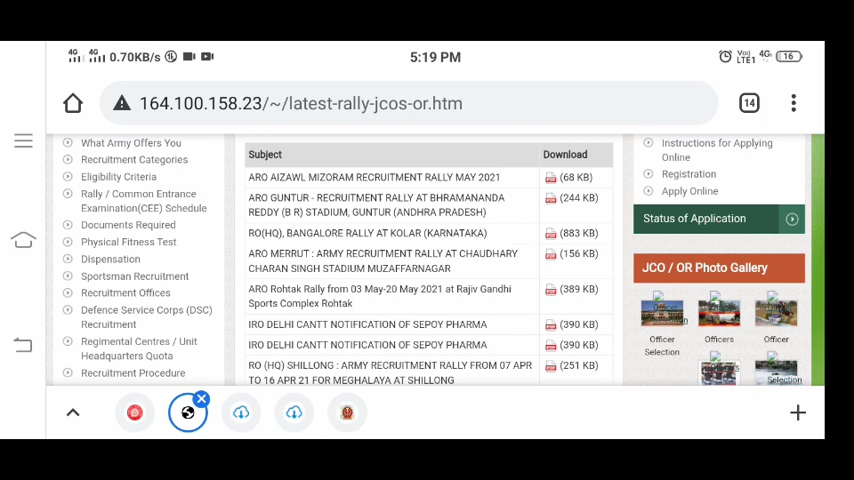 4G 4G 0.70KB/s
5:19 PM
Vo) LTE1 4G 16
164.100.158.23/~/latest-rally-jcos-or.htm
14
What Army Offers You
Recruitment Categories
Eligibility Criteria
Rally / Common Entrance
Examination(CEE) Schedule
Documents Required
Physical Fitness Test
Dispensation
Sportsman Recruitment
Recruitment Offices
Defence Service Corps (DSC)
Recruitment
Regimental Centres / Unit
Headquarters Quota
Recruitment Procedure
Subject Download
ARO AIZAWL MIZORAM RECRUITMENT RALLY MAY 2021 (68 KB)
ARO GUNTUR - RECRUITMENT RALLY AT BHRAMANANDA (244 KB)
REDDY (B R) STADIUM, GUNTUR (ANDHRA PRADESH)
RO(HQ), BANGALORE RALLY AT KOLAR (KARNATAKA) (883 KB)
ARO MERRUT : ARMY RECRUITMENT RALLY AT CHAUDHARY (156 KB)
CHARAN SINGH STADIUM MUZAFFARNAGAR
ARO Rohtak Rally from 03 May-20 May 2021 at Rajiv Gandhi (389 KB)
Sports Complex Rohtak
IRO DELHI CANTT NOTIFICATION OF SEPOY PHARMA (390 KB)
IRO DELHI CANTT NOTIFICATION OF SEPOY PHARMA (390 KB)
RO (HQ) SHILLONG : ARMY RECRUITMENT RALLY FROM 07 APR (251 KB)
TO 16 APR 21 FOR MEGHALAYA AT SHILLONG
Instructions for Applying
Online
Registration
Apply Online
Status of Application
JCO / OR Photo Gallery
Officer
Selection
Officers
Officer
Selection